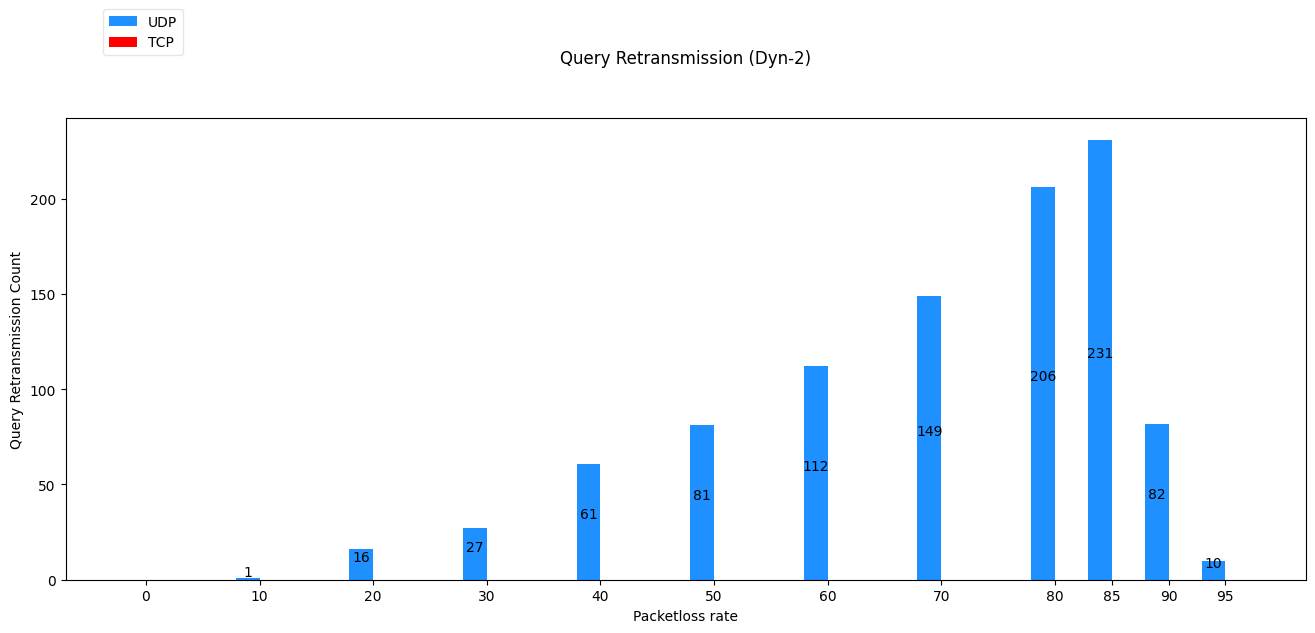 UDP
TCP
Query Retransmission (Dyn-2)
Query Retransmission Count
200
150
100
50
0
1
16
27
61
81
112
149
206
231
82
10
0 10 20 30 40 50 60 70 80 85 90 95
Packetloss rate